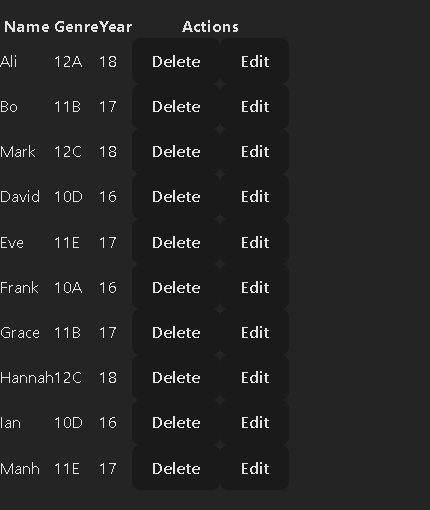 Name Genre Year Actions
Ali 12A 18 Delete Edit
Bo 11B 17 Delete Edit
Mark 12C 18 Delete Edit
David 10D 16 Delete Edit
Eve 11E 17 Delete Edit
Frank 10A 16 Delete Edit
Grace 11B 17 Delete Edit
Hannah 12C 18 Delete Edit
Ian 10D 16 Delete Edit
Manh 11E 17 Delete Edit